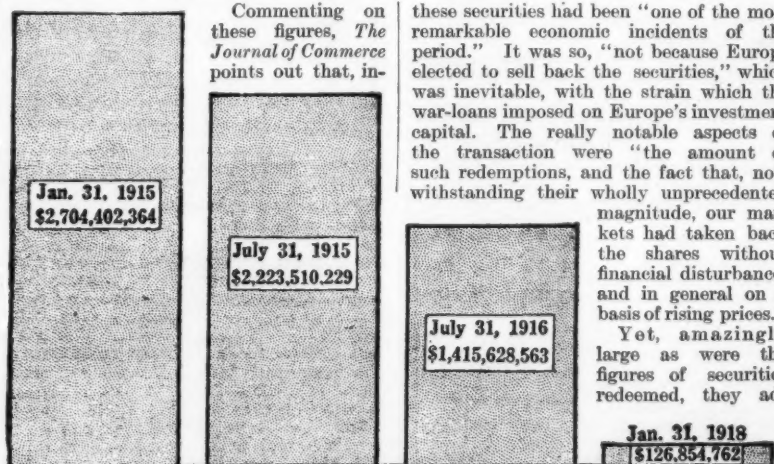 Commenting on
these figures, The
Journal of Commerce
points out that, in-
these securities had been "one of the mo
remarkable economic incidents of th
period." It was so, "not because Europ
elected to sell back the securities," whic
was inevitable, with the strain which th
war-loans imposed on Europe's investmen
capital. The really notable aspects
the transaction were "the amount
such redemptions, and the fact that, no
withstanding their wholly unprecedente
magnitude, our ma
kets had taken bac
the shares withou
financial disturbanc
and in general on
basis of rising prices.
Yet, amazingl
large as were th
figures of securitie
redeemed, they ac
Jan. 31, 1915
$2,704,402,364
July 31, 1915
$2,223,510,229
July 31, 1916
$1,415,628,563
Jan. 31, 1918
$126,854,762